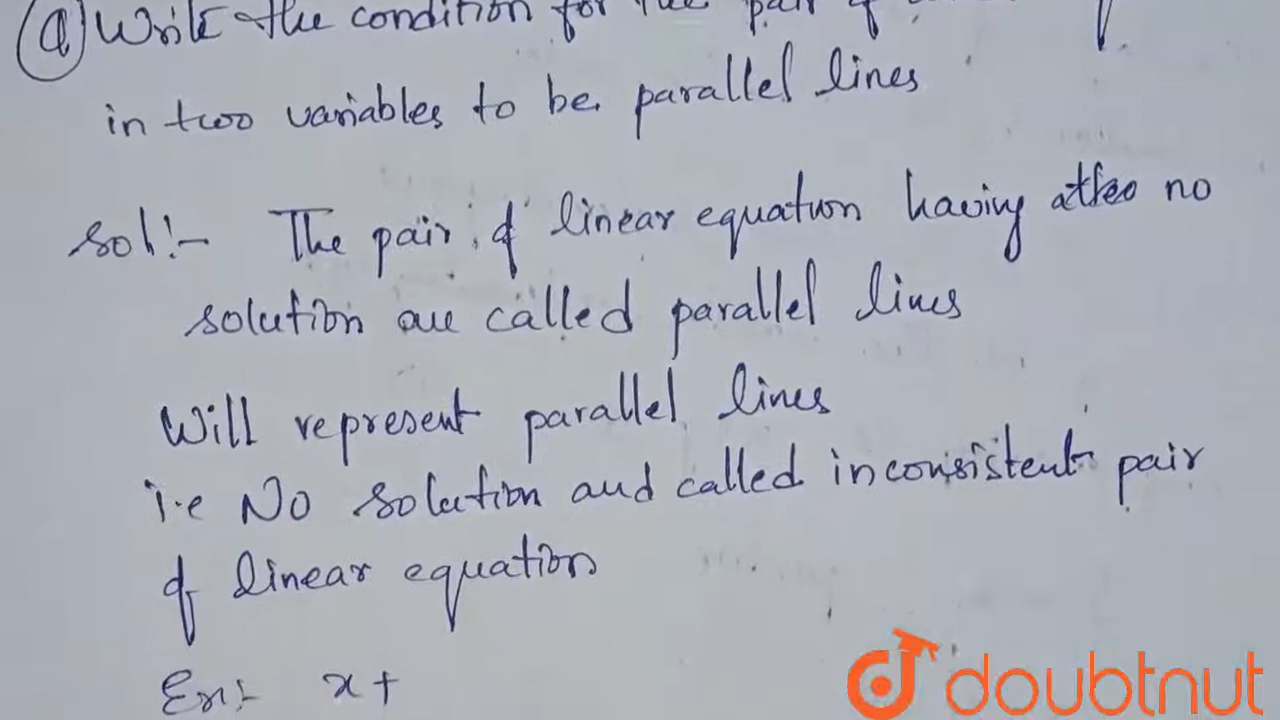 (Q) Write the condition for the pair of
in two variables to be parallel lines
Sol:- The pair of linear equation having no
solution are called parallel lines
Will represent parallel lines
i.e No solution and called inconsistent pair
of linear equation
Ex:- x+
doubtnut